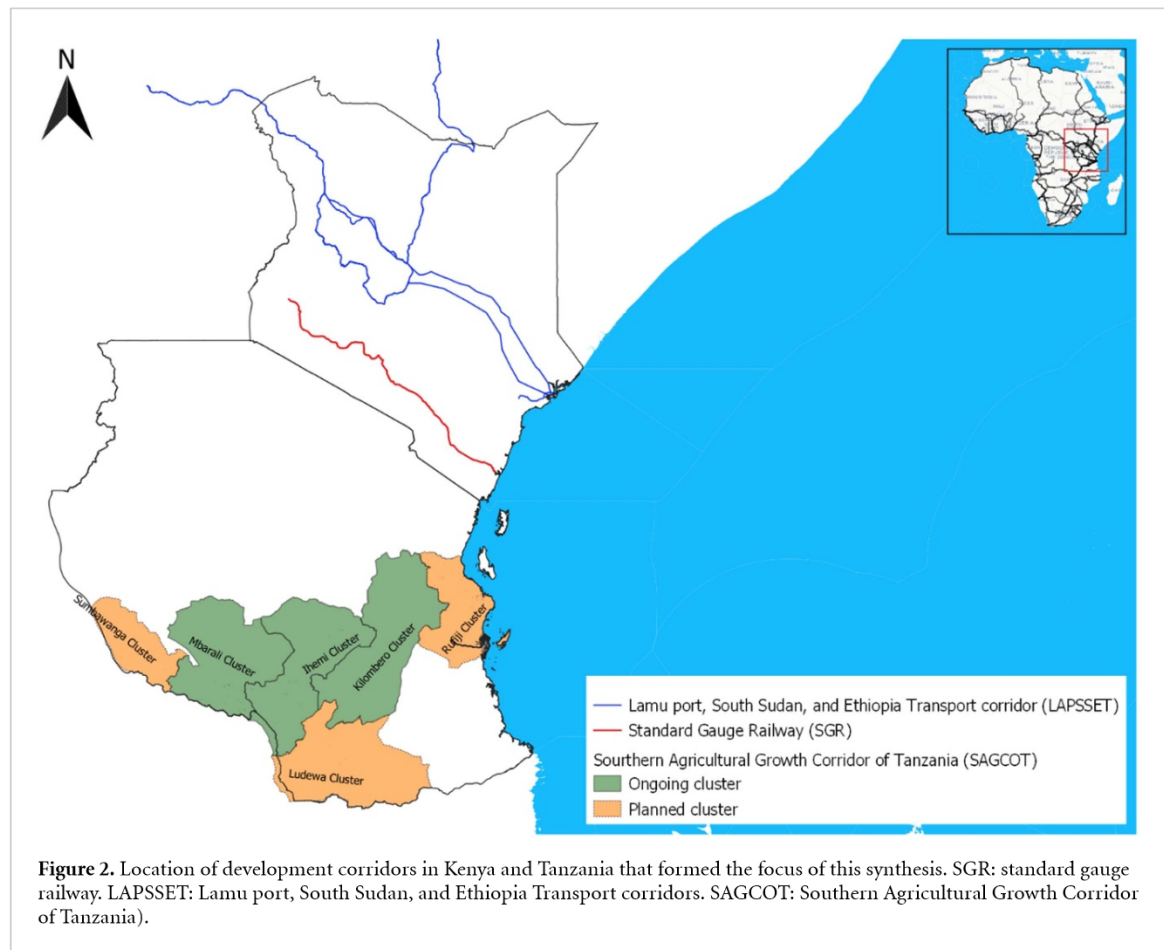 N
Sumbawanga Cluster
Mbarali Cluster
Ihemi Cluster
Kilombero Cluster
Rufiji Cluster
Ludewa Cluster
Lamu port, South Sudan, and Ethiopia Transport corridor (LAPSSET)
Standard Gauge Railway (SGR)
Sourthern Agricultural Growth Corridor of Tanzania (SAGCOT)
Ongoing cluster
Planned cluster
Figure 2. Location of development corridors in Kenya and Tanzania that formed the focus of this synthesis. SGR: standard gauge
railway. LAPSSET: Lamu port, South Sudan, and Ethiopia Transport corridors. SAGCOT: Southern Agricultural Growth Corridor
of Tanzania).